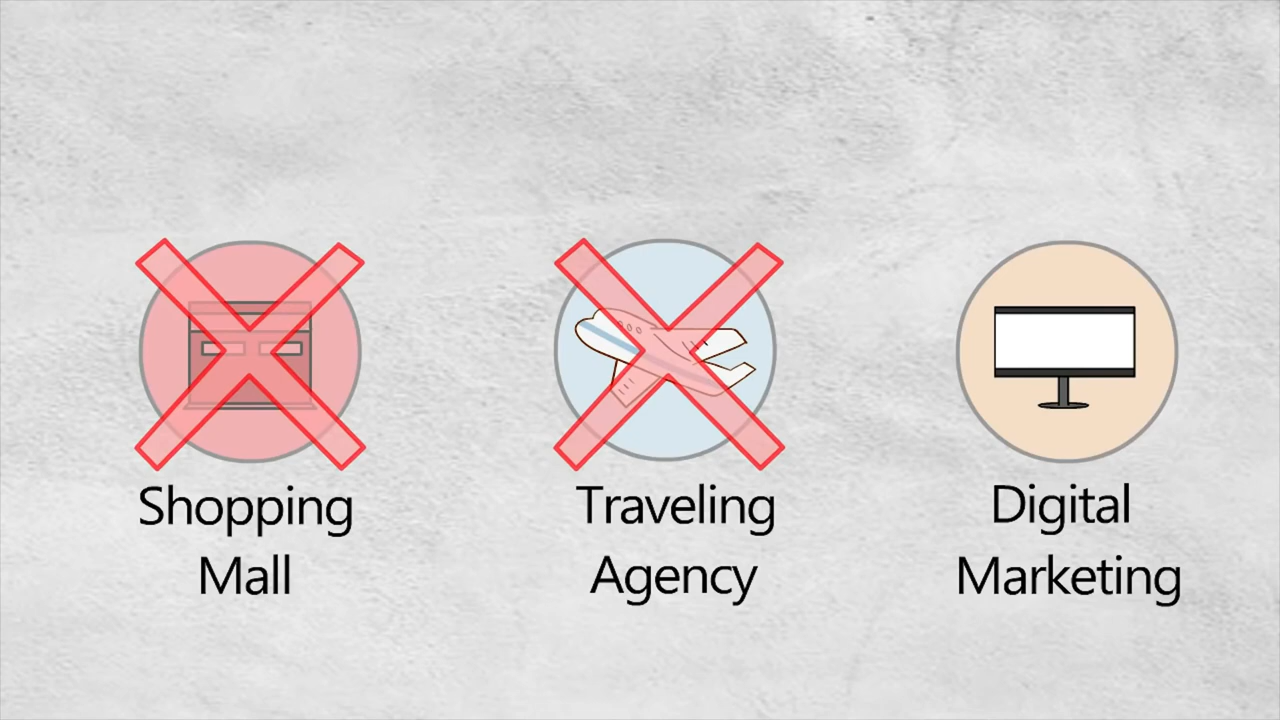 Shopping
Mall
Traveling
Agency
Digital
Marketing